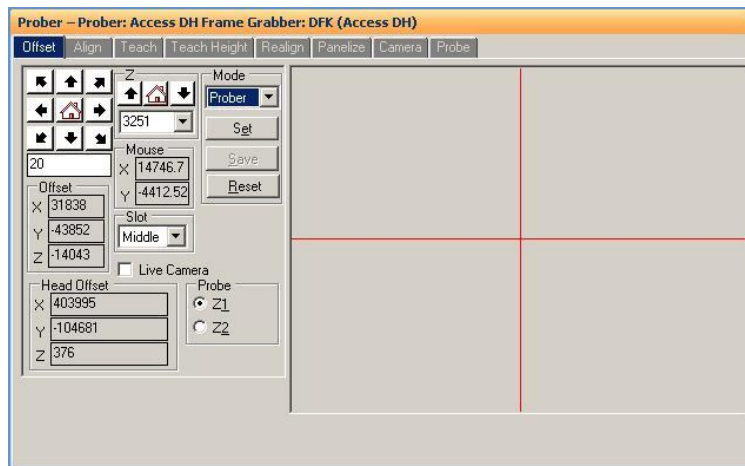 Prober – Prober: Access DH Frame Grabber: DFK (Access DH)
Offset Align Teach Teach Height Realign Panelize Camera Probe
Z
Mode
Prober
3251
Set
Mouse
X 14746.7
Save
20
Y -4412.52
Reset
Offset
X 31838
Slot
Y -43852
Middle
Z -14043
Live Camera
Head Offset
Probe
X 403995
Z1
Y -104681
Z2
Z 376